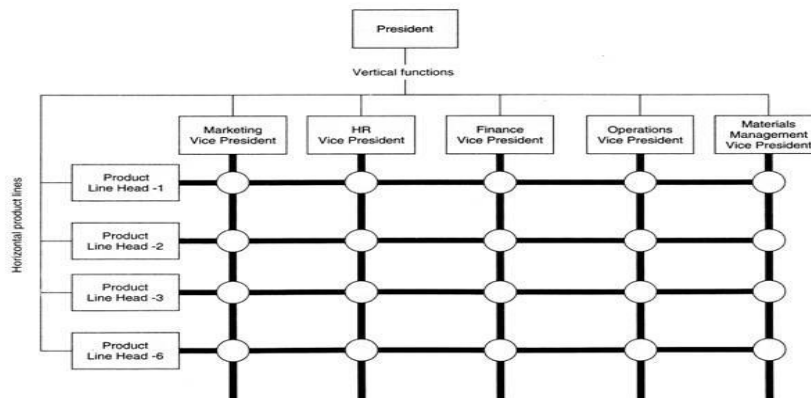 President
Vertical functions
Marketing
Vice President
HR
Vice President
Finance
Vice President
Operations
Vice President
Materials
Management
Vice President
Horizontal product lines
Product
Line Head -1
Product
Line Head -2
Product
Line Head -3
Product
Line Head -6